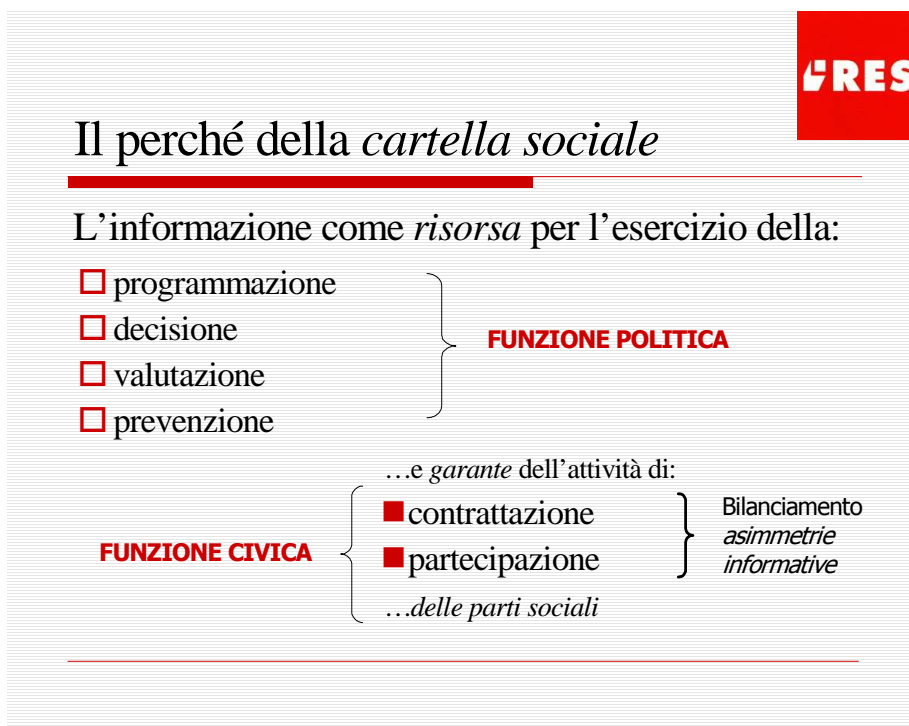 IRES
Il perché della cartella sociale
L'informazione come risorsa per l'esercizio della:
programmazione
decisione
valutazione
prevenzione
FUNZIONE POLITICA
…e garante dell'attività di:
FUNZIONE CIVICA
contrattazione
partecipazione
…delle parti sociali
Bilanciamento
asimmetrie
informative